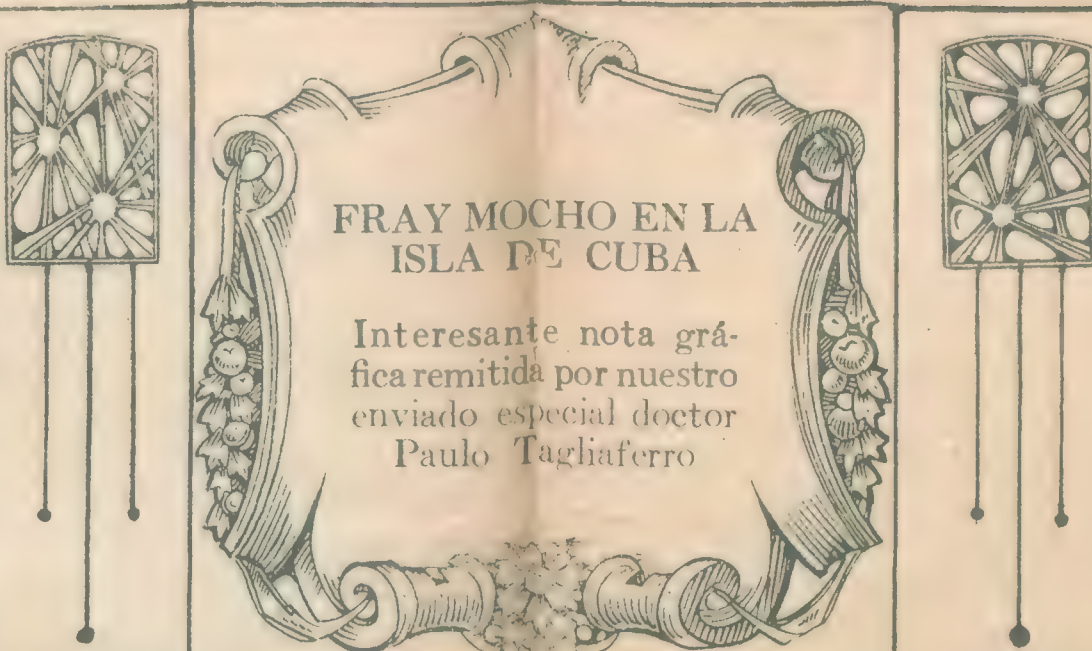 FRAY MOCHO EN LA
ISLA DE CUBA
Interesante nota grá-
fica remitida por nuestro
enviado especial doctor
Paulo Tagliaferro